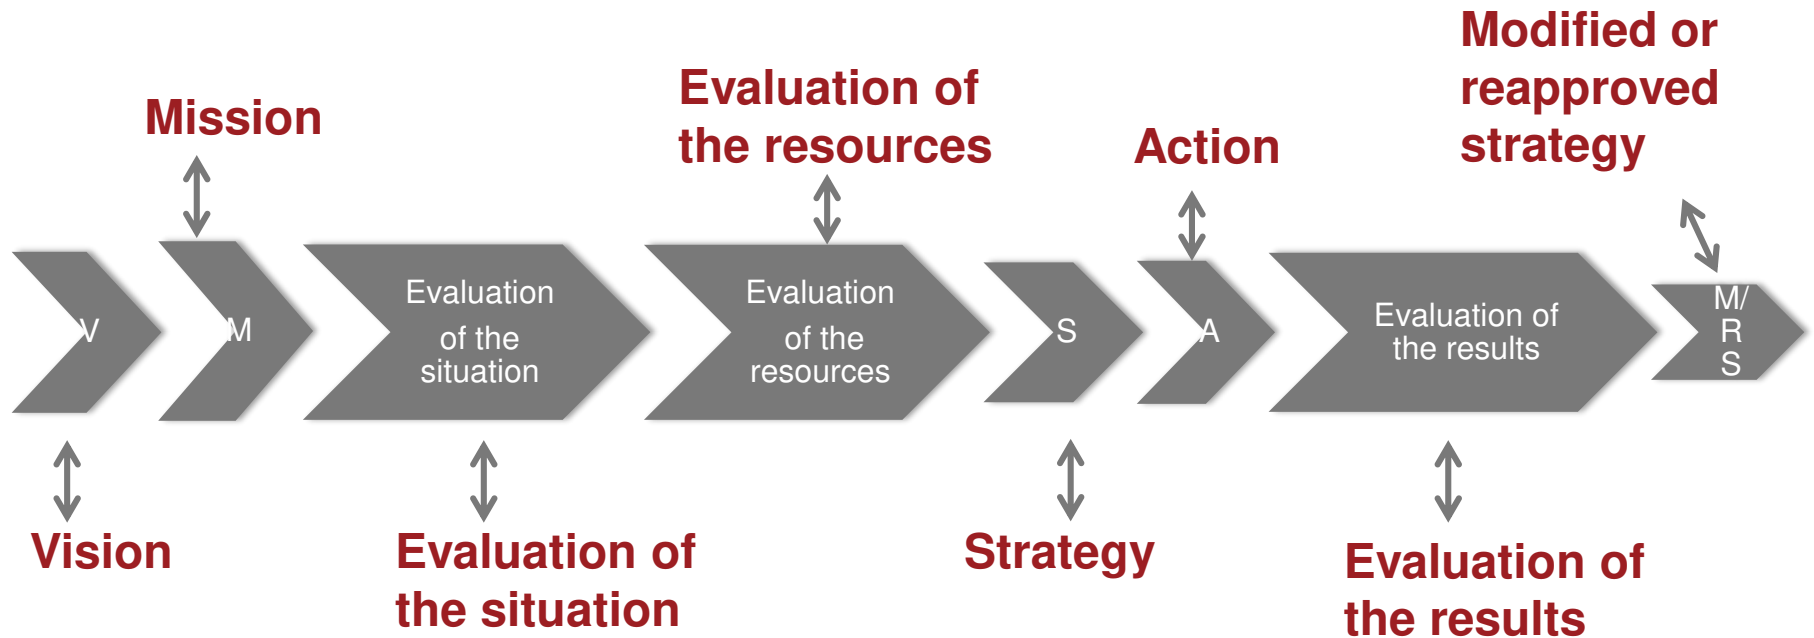 Modified or
reapproved
strategy
Evaluation of
the resources
Mission
Action
V
M
Evaluation
of the
situation
Evaluation
of the
resources
S
A
Evaluation of
the results
M/
R
S
Vision
Evaluation of
the situation
Strategy
Evaluation of
the results